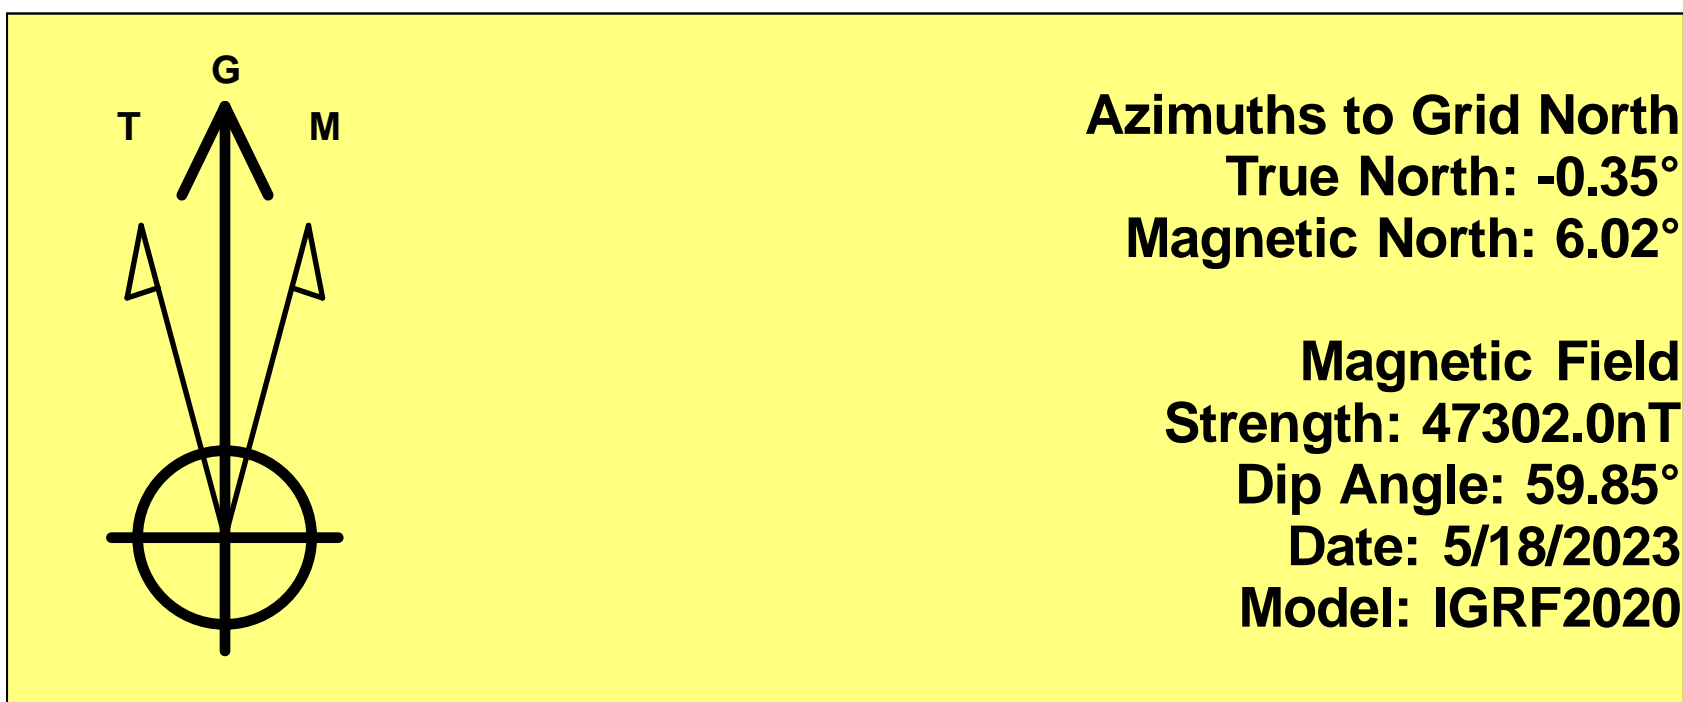 G
T
M
Azimuths to Grid North
True North: -0.35°
Magnetic North: 6.02°
Magnetic Field
Strength: 47302.0nT
Dip Angle: 59.85°
Date: 5/18/2023
Model: IGRF2020